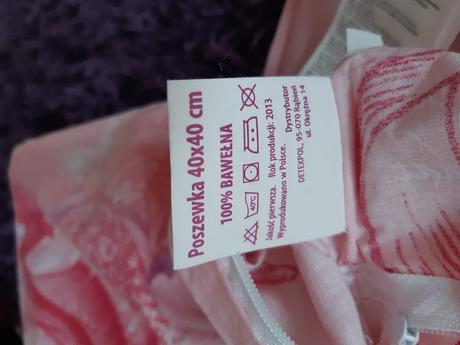 Poszewka 40x40 cm
100% BAWEŁNA
40°C
Jakość pierwsza. Rok produkcji: 2013
Wyprodukowano w Polsce. Dystrybutor
DETEXPOL, 95-070 Rąbień
ul. Okrężna 14